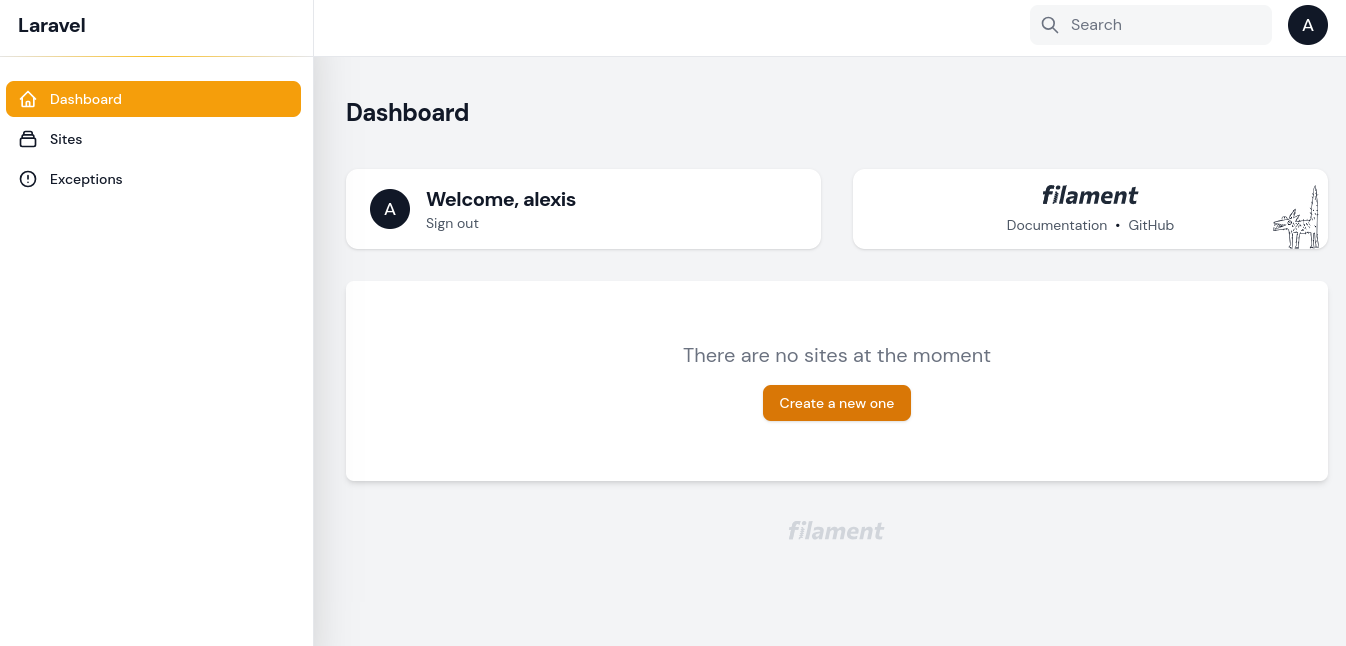 Laravel
Search
A
Dashboard
Sites
Exceptions
Dashboard
A
Welcome, alexis
Sign out
filament
Documentation • GitHub
There are no sites at the moment
Create a new one
filament